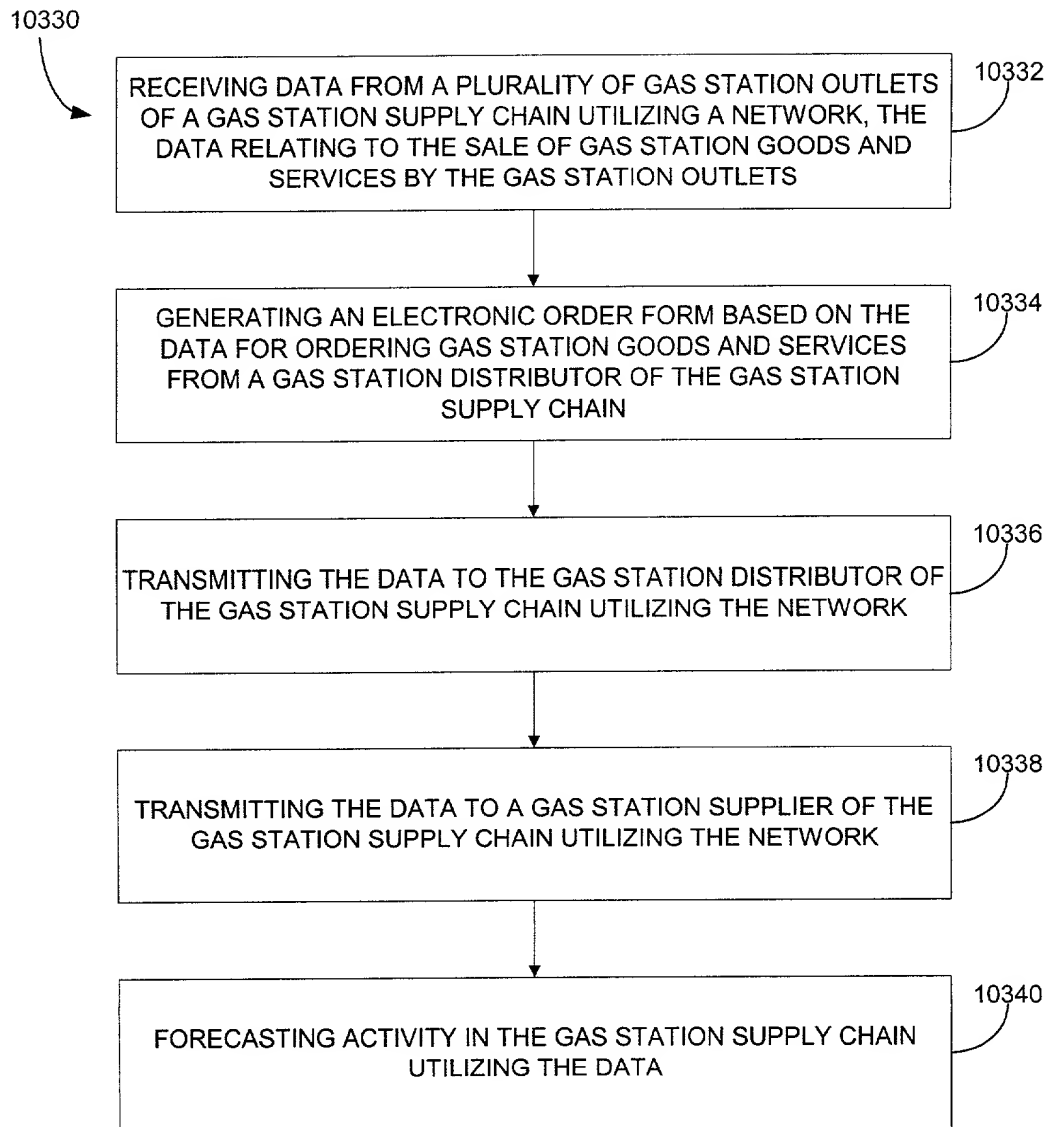 10330
10332
RECEIVING DATA FROM A PLURALITY OF GAS STATION OUTLETS
OF A GAS STATION SUPPLY CHAIN UTILIZING A NETWORK, THE
DATA RELATING TO THE SALE OF GAS STATION GOODS AND
SERVICES BY THE GAS STATION OUTLETS
10334
GENERATING AN ELECTRONIC ORDER FORM BASED ON THE
DATA FOR ORDERING GAS STATION GOODS AND SERVICES
FROM A GAS STATION DISTRIBUTOR OF THE GAS STATION
SUPPLY CHAIN
10336
TRANSMITTING THE DATA TO THE GAS STATION DISTRIBUTOR OF
THE GAS STATION SUPPLY CHAIN UTILIZING THE NETWORK
10338
TRANSMITTING THE DATA TO A GAS STATION SUPPLIER OF THE
GAS STATION SUPPLY CHAIN UTILIZING THE NETWORK
10340
FORECASTING ACTIVITY IN THE GAS STATION SUPPLY CHAIN
UTILIZING THE DATA